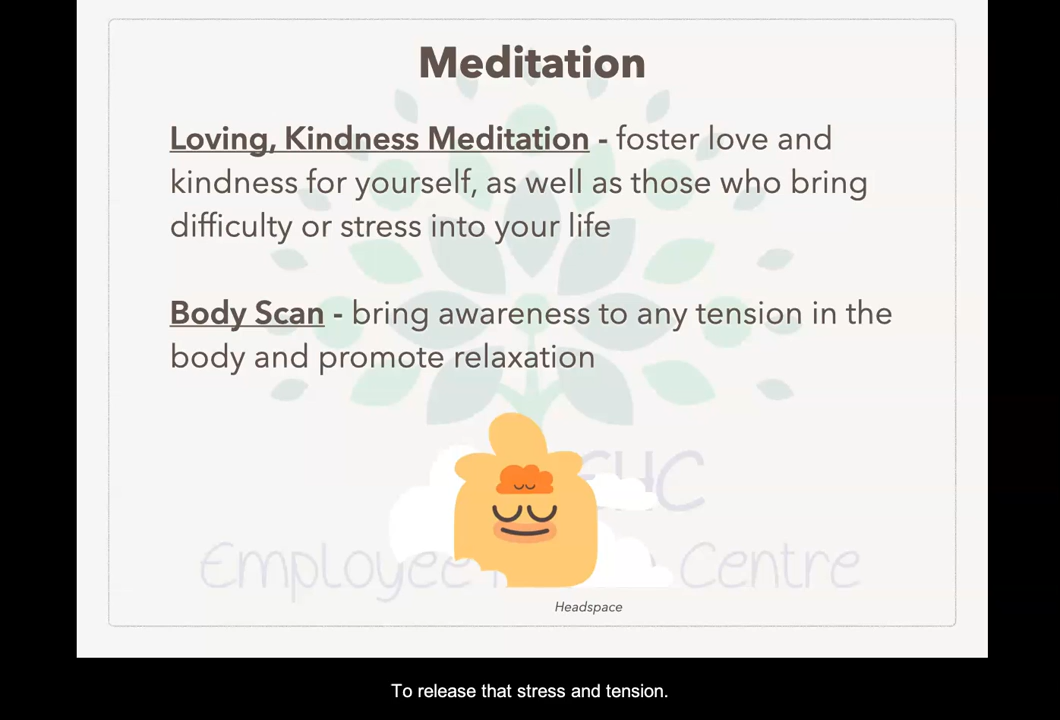 Meditation
Loving, Kindness Meditation - foster love and
kindness for yourself, as well as those who bring
difficulty or stress into your life
Body Scan - bring awareness to any tension in the
body and promote relaxation
Employee
Centre
Headspace
To release that stress and tension.